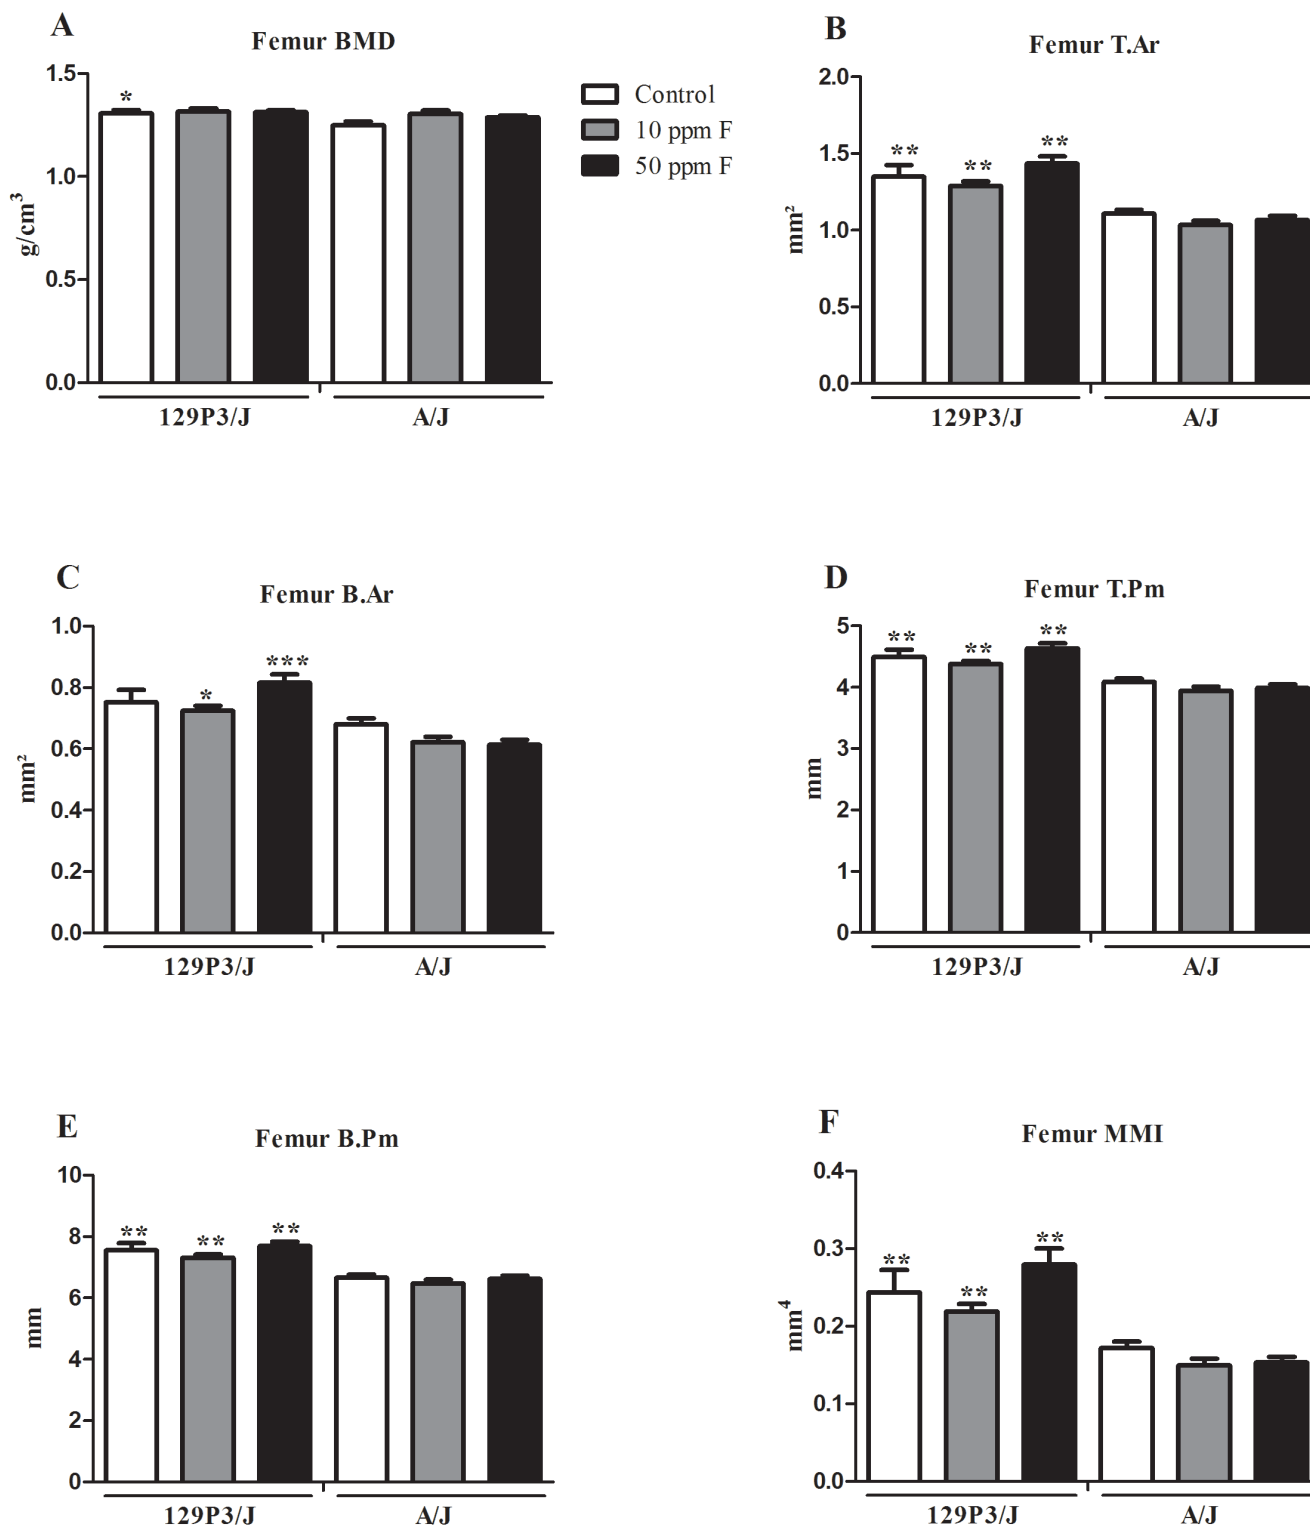 A
Femur BMD
1.5
1.0
0.5
0.0
g/cm³
*
129P3/J
A/J
Control
10 ppm F
50 ppm F
B
Femur T.Ar
2.0
1.5
1.0
0.5
0.0
mm²
** ** **
129P3/J
A/J
C
Femur B.Ar
1.0
0.8
0.6
0.4
0.2
0.0
mm²
* ***
129P3/J
A/J
D
Femur T.Pm
5
4
3
2
1
0
mm
** ** **
129P3/J
A/J
E
Femur B.Pm
10
8
6
4
2
0
mm
** ** **
129P3/J
A/J
F
Femur MMI
0.4
0.3
0.2
0.1
0.0
mm⁴
** ** **
129P3/J
A/J